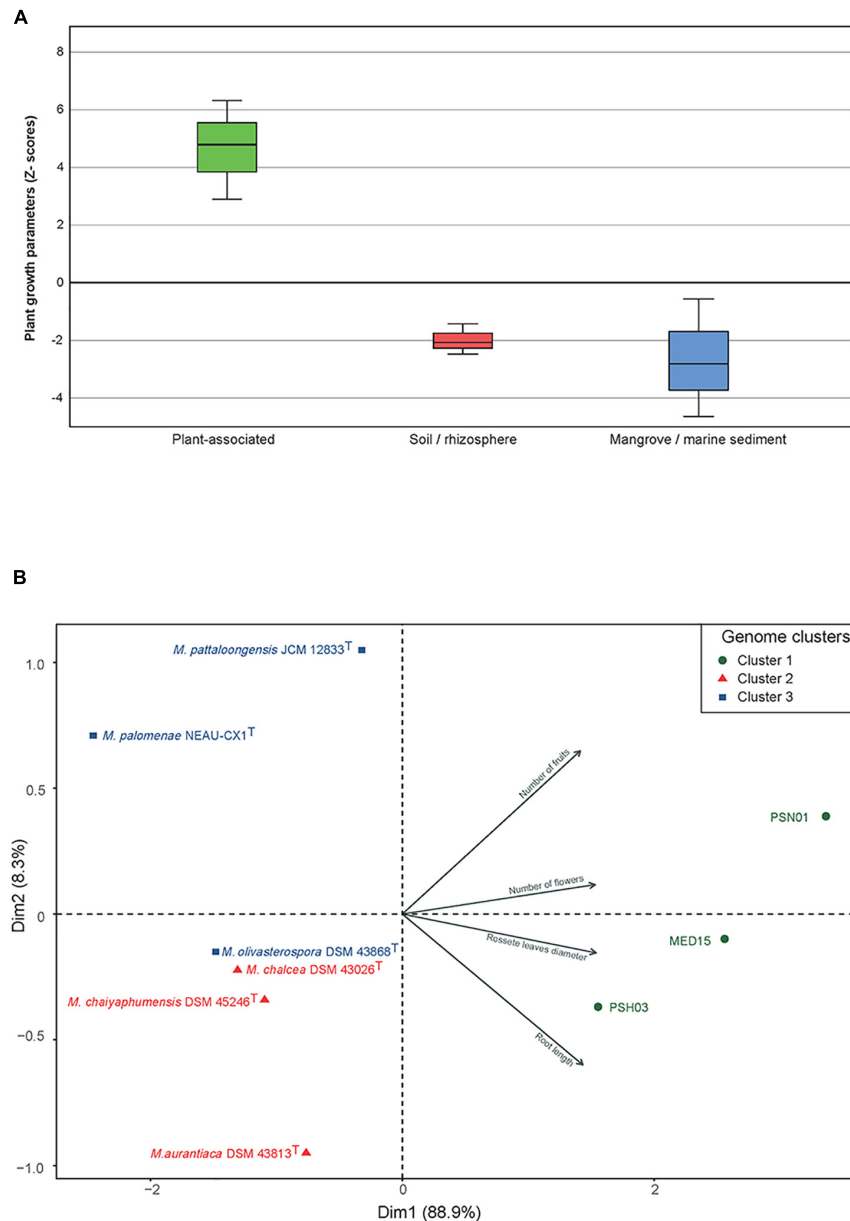 A
Plant growth parameters (Z- scores)
8
6
4
2
0
-2
-4
Plant-associated
Soil / rhizosphere
Mangrove / marine sediment
B
Genome clusters
Cluster 1
Cluster 2
Cluster 3
M. pattaloongensis JCM 12833T
M. palomenae NEAU-CX1T
Number of fruits
PSN01
Number of flowers
Rossete leaves diameter
MED15
M. olivasterospora DSM 43868T
M. chalcea DSM 43026T
M. chaiyaphumensis DSM 45246T
PSH03
Root length
M.aurantiaca DSM 43813T
Dim2 (8.3%)
1.0
0.5
0
−0.5
−1.0
−2
0
2
Dim1 (88.9%)